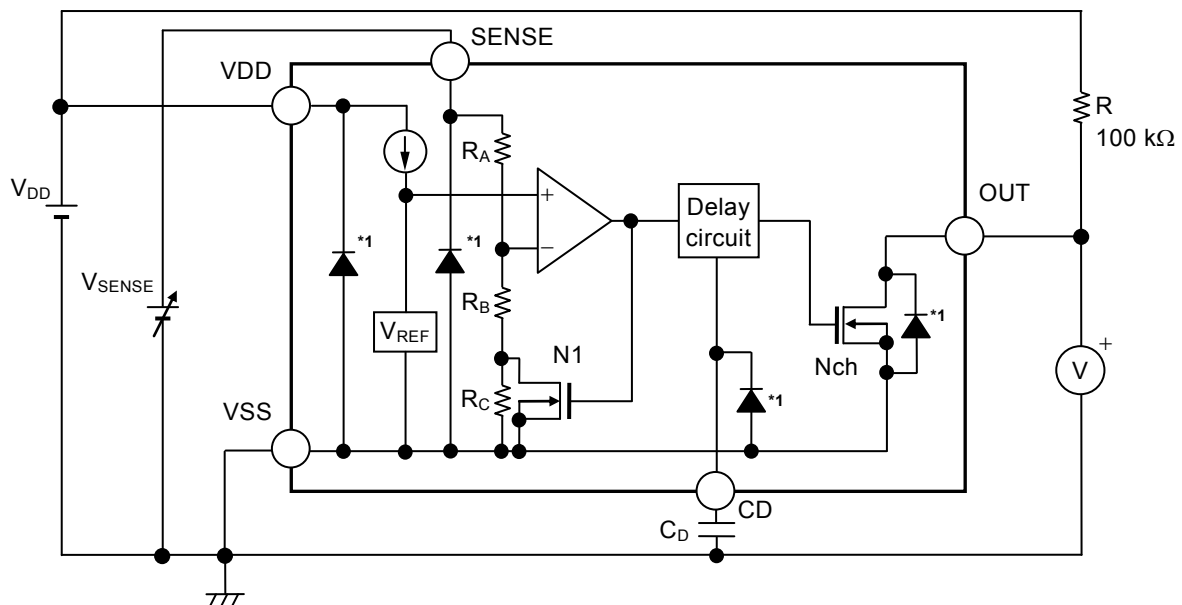 SENSE
VDD
R
100 kΩ
RA
VDD
+
−
Delay
circuit
OUT
*1
*1
*1
VSENSE
RB
VREF
N1
Nch
+
V
RC
*1
VSS
CD
CD